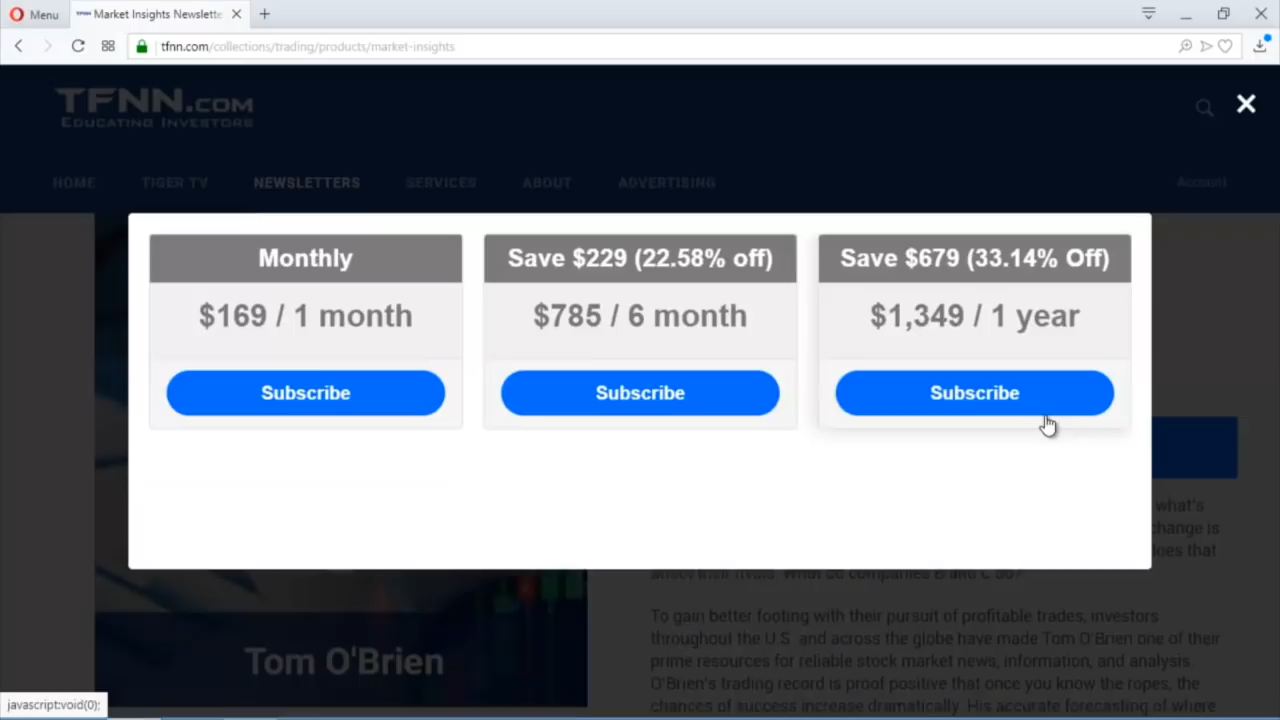 Menu
TFNN Market Insights Newslette
tfnn.com/collections/trading/products/market-insights
TFNN.COM
EDUCATING INVESTORS
HOME
TIGER TV
NEWSLETTERS
SERVICES
ABOUT
ADVERTISING
Account
Monthly
$169 / 1 month
Subscribe
Save $229 (22.58% off)
$785 / 6 month
Subscribe
Save $679 (33.14% Off)
$1,349 / 1 year
Subscribe
what's
change is
does that
To gain better footing with their pursuit of profitable trades, investors
throughout the U.S. and across the globe have made Tom O'Brien one of their
prime resources for reliable stock market news, information, and analysis.
O'Brien's trading record is proof positive that once you know the ropes, the
chances of success increase dramatically. His accurate forecasting of where
Tom O'Brien
javascript:void(0);